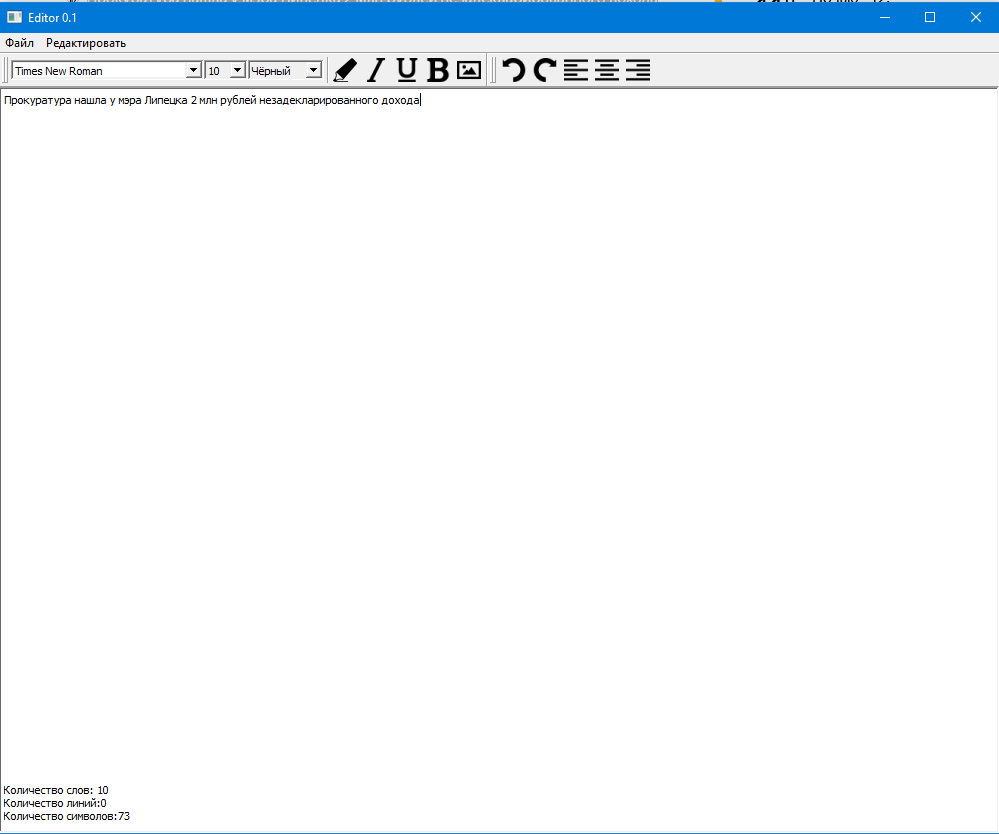 Editor 0.1
Файл Редактировать
Times New Roman 10 Чёрный I U B
Прокуратура нашла у мэра Липецка 2 млн рублей незадекларированного дохода
Количество слов: 10
Количество линий:0
Количество символов:73